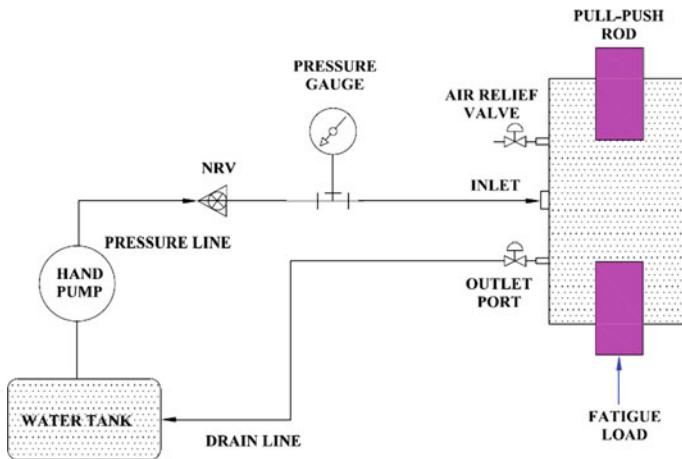 PULL-PUSH
ROD
PRESSURE
GAUGE
AIR RELIEF
VALVE
NRV
INLET
PRESSURE LINE
HAND
PUMP
OUTLET
PORT
WATER TANK
DRAIN LINE
FATIGUE
LOAD